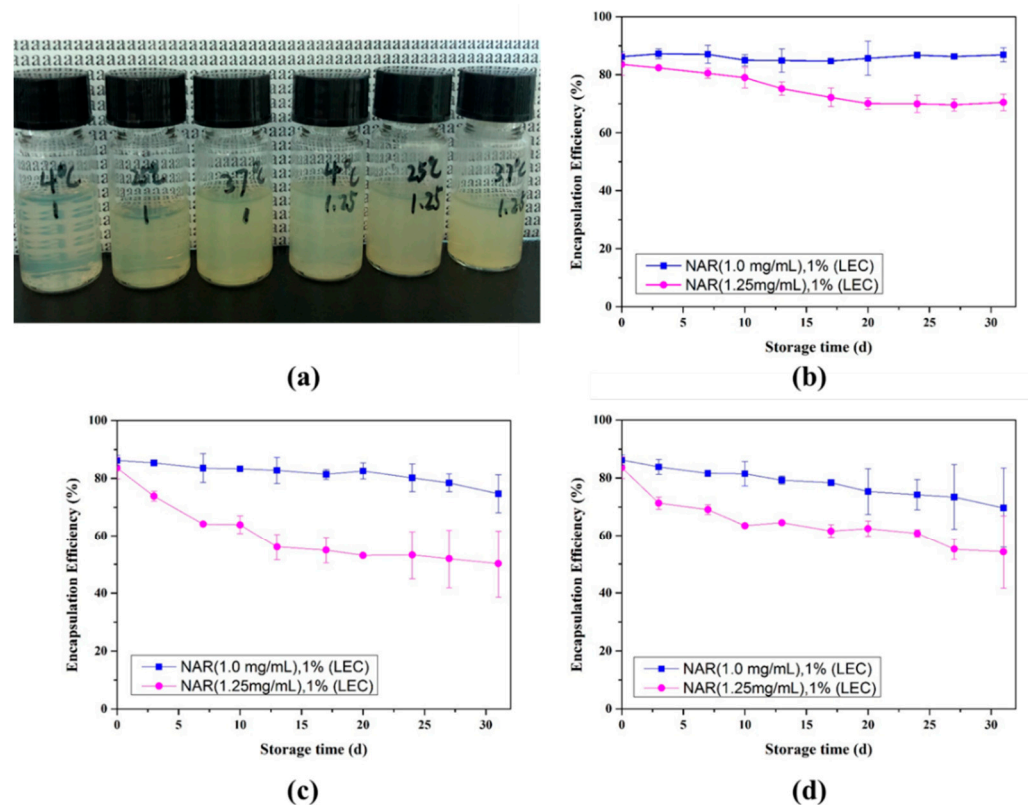 4°C
1
25°C
1
37°C
1
4°C
1.25
25°C
1.25
37°C
1.25
(a)
100
80
60
40
20
0
Encapsulation Efficiency (%)
NAR(1.0 mg/mL),1% (LEC)
NAR(1.25mg/mL),1% (LEC)
0 5 10 15 20 25 30
Storage time (d)
(b)
100
80
60
40
20
0
Encapsulation Efficiency (%)
NAR(1.0 mg/mL),1% (LEC)
NAR(1.25mg/mL),1% (LEC)
0 5 10 15 20 25 30
Storage time (d)
(c)
100
80
60
40
20
0
Encapsulation Efficiency (%)
NAR(1.0 mg/mL),1% (LEC)
NAR(1.25mg/mL),1% (LEC)
0 5 10 15 20 25 30
Storage time (d)
(d)